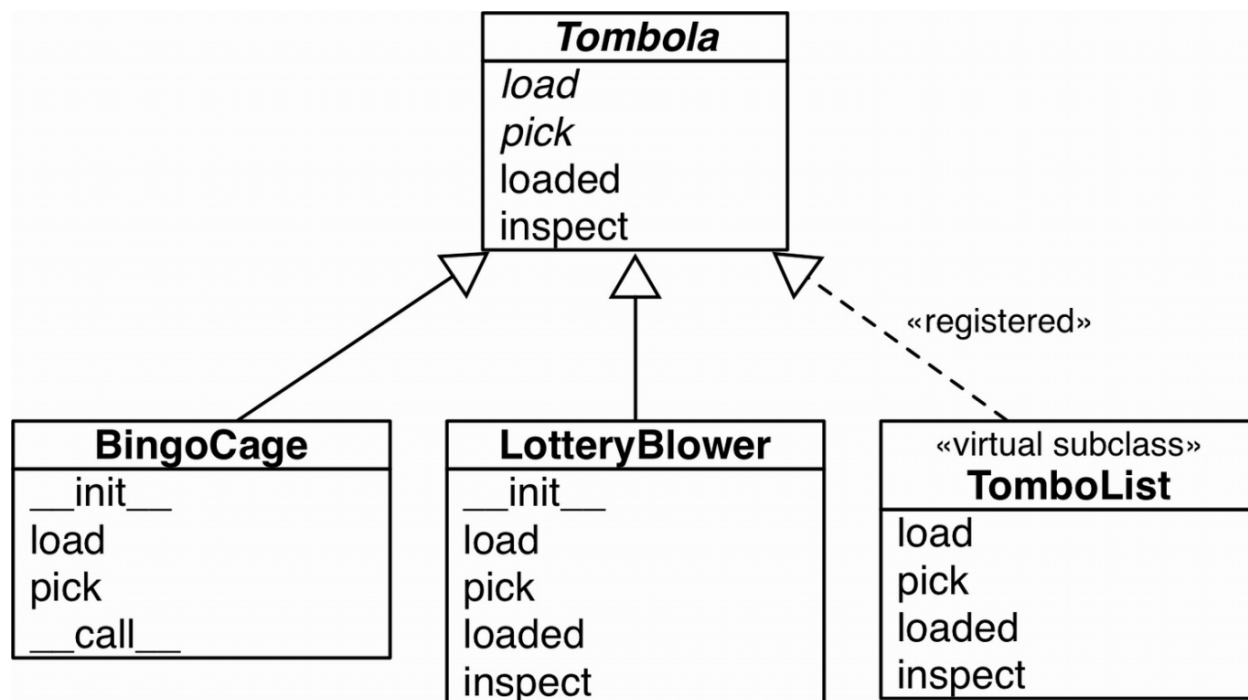 Tombola
load
pick
loaded
inspect
«registered»
BingoCage
__init__
load
pick
__call__
LotteryBlower
__init__
load
pick
loaded
inspect
«virtual subclass»
TomboList
load
pick
loaded
inspect